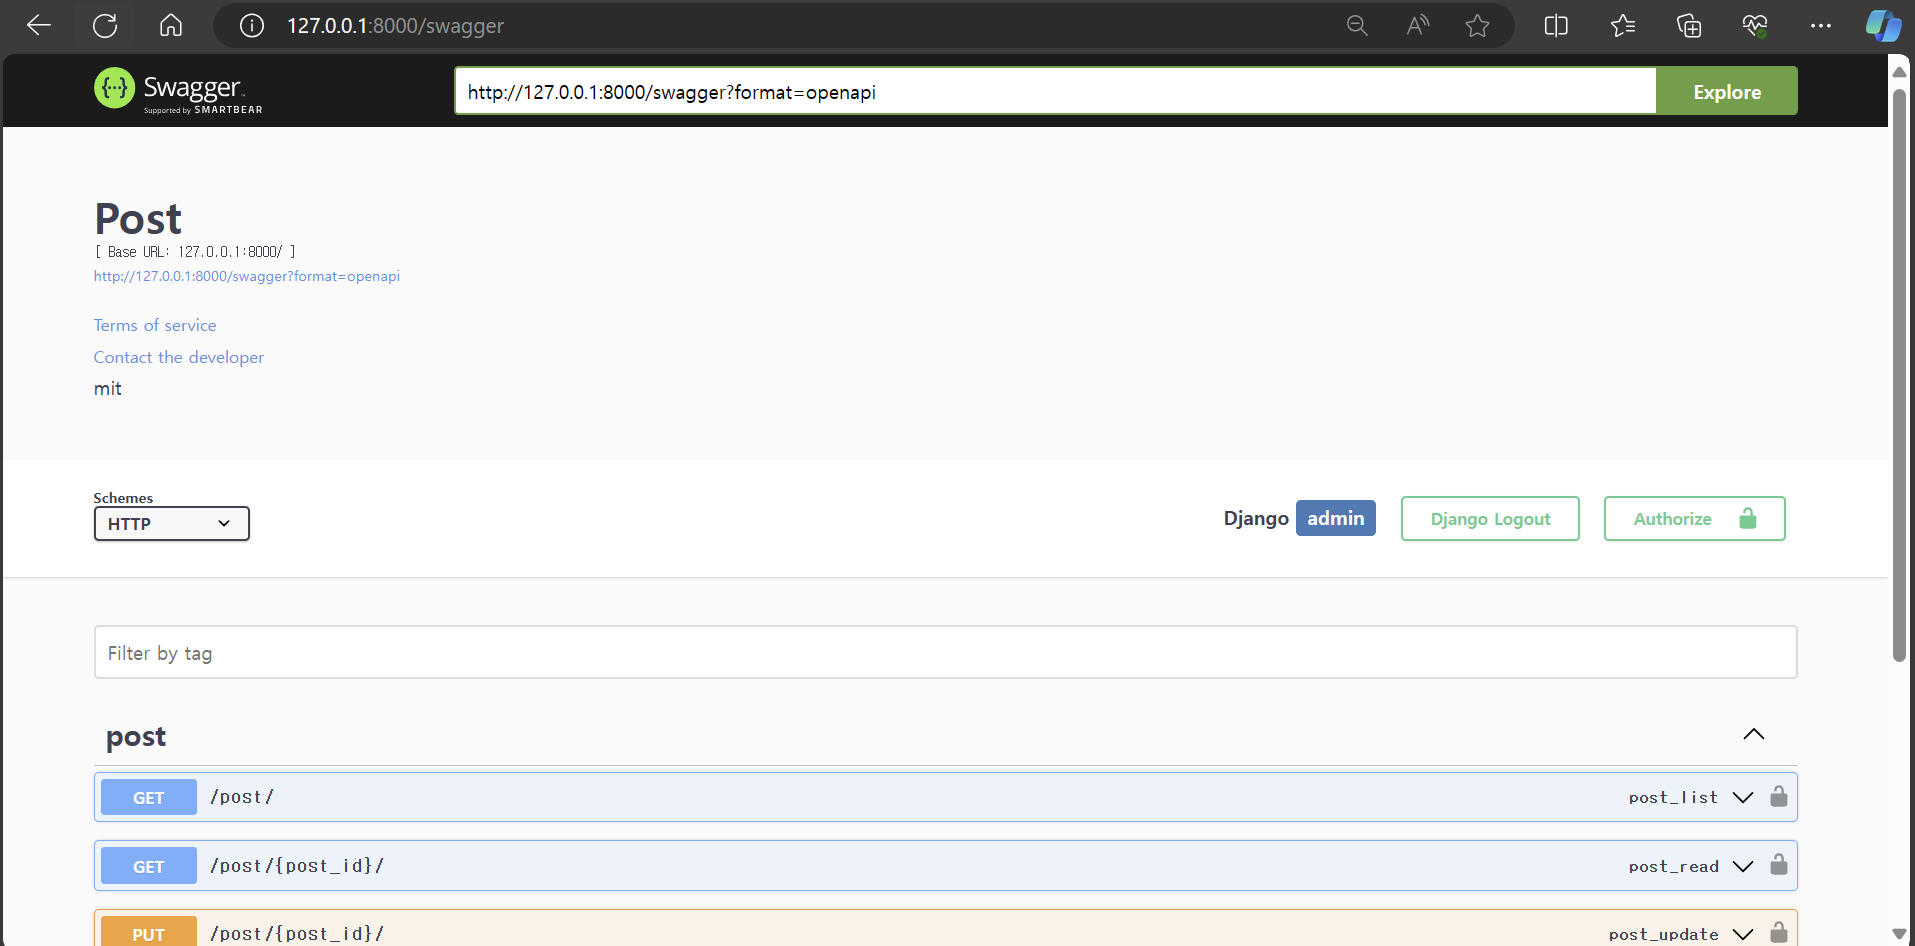 127.0.0.1:8000/swagger
Swagger
Supported by SMARTBEAR
http://127.0.0.1:8000/swagger?format=openapi
Explore
Post
[ Base URL: 127.0.0.1:8000/ ]
http://127.0.0.1:8000/swagger?format=openapi
Terms of service
Contact the developer
mit
Schemes
HTTP
Django admin
Django Logout
Authorize
Filter by tag
post
GET /post/ post_list
GET /post/{post_id}/ post_read
PUT /post/{post_id}/ post_update